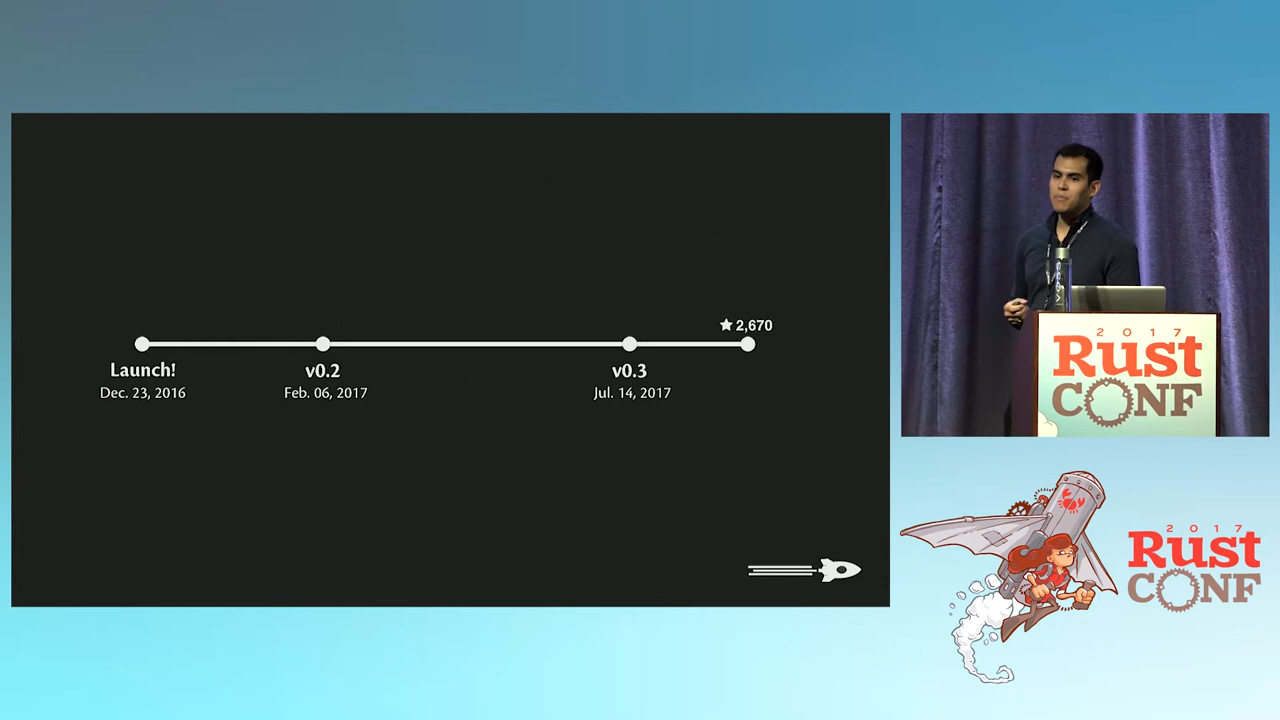 ★ 2,670
Launch!
Dec. 23, 2016
v0.2
Feb. 06, 2017
v0.3
Jul. 14, 2017
2017
Rust
CONF
2017
Rust
CONF